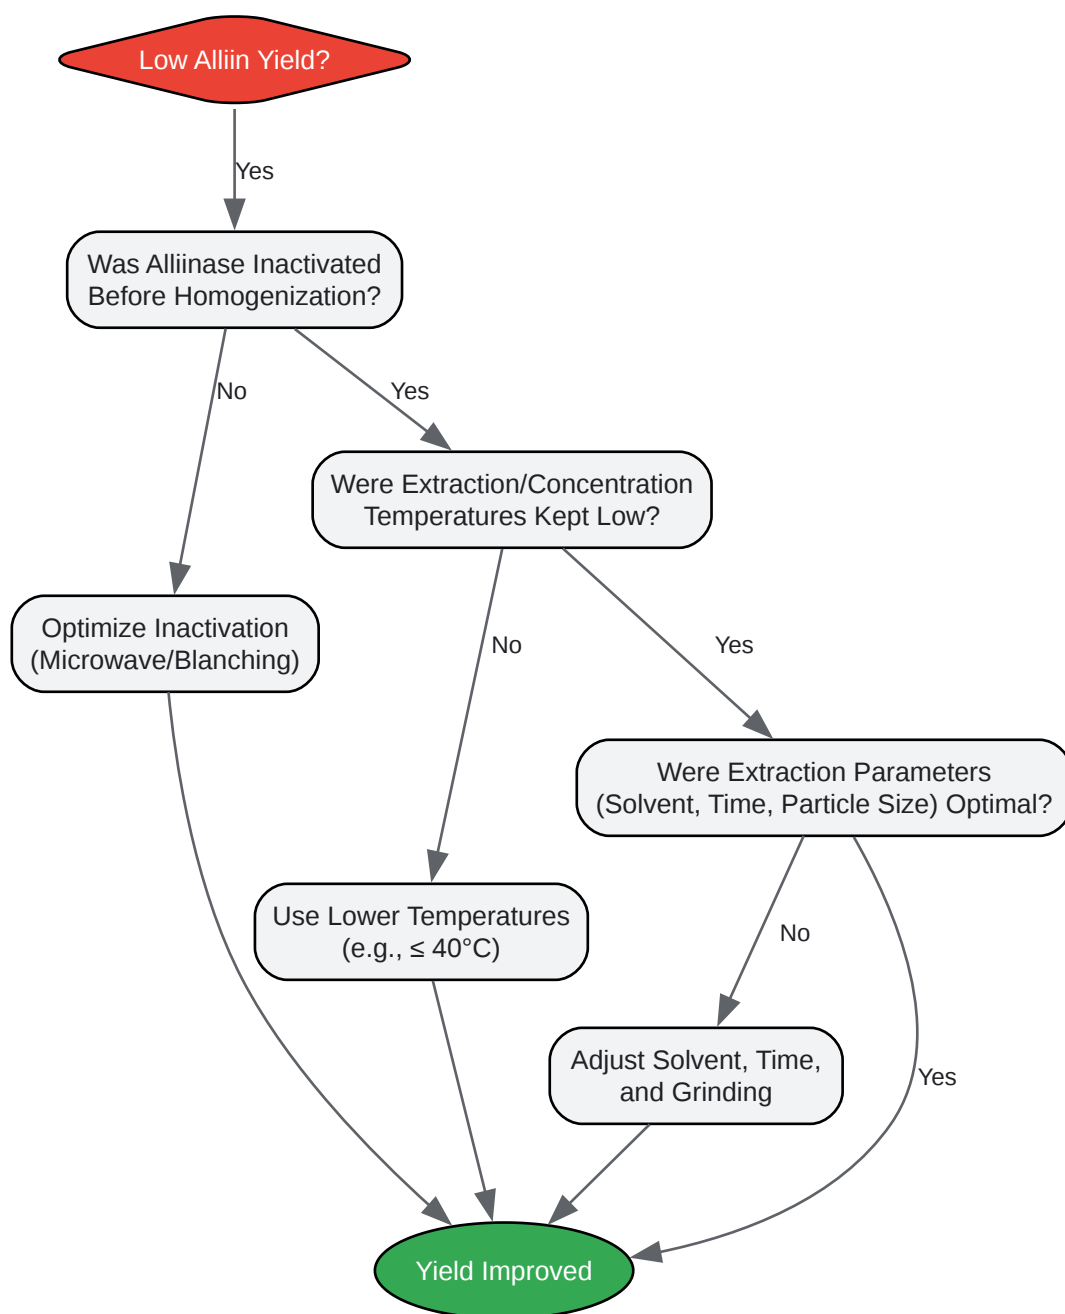 Low Alliin Yield?
Yes
Was Alliinase Inactivated
Before Homogenization?
No
Yes
Were Extraction/Concentration
Temperatures Kept Low?
Optimize Inactivation
(Microwave/Blanching)
No
Yes
Were Extraction Parameters
(Solvent, Time, Particle Size) Optimal?
Use Lower Temperatures
(e.g., ≤ 40°C)
No
Adjust Solvent, Time,
and Grinding
Yes
Yield Improved